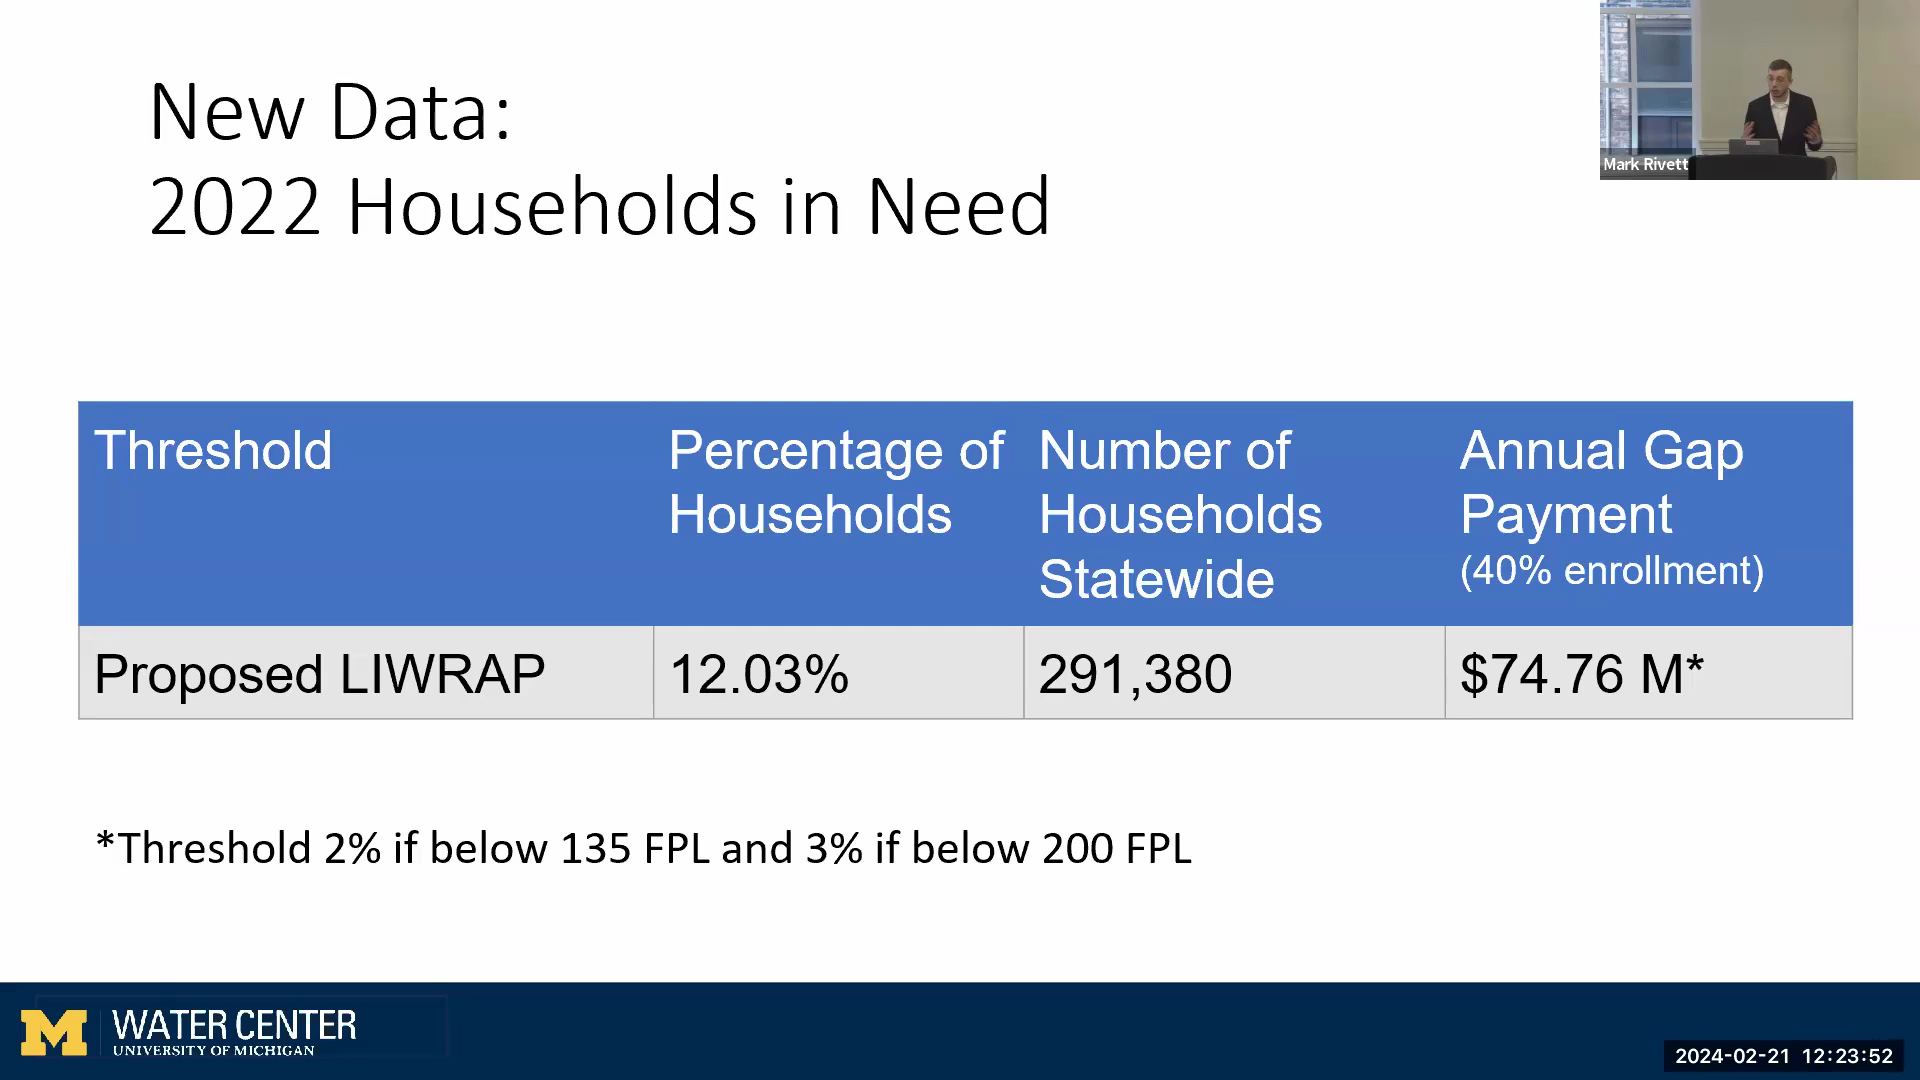 New Data:
2022 Households in Need
Mark Rivett
Threshold
Percentage of
Households
Number of
Households
Statewide
Annual Gap
Payment
(40% enrollment)
Proposed LIWRAP
12.03%
291,380
$74.76 M*
*Threshold 2% if below 135 FPL and 3% if below 200 FPL
M WATER CENTER
UNIVERSITY OF MICHIGAN
2024-02-21 12:23:52